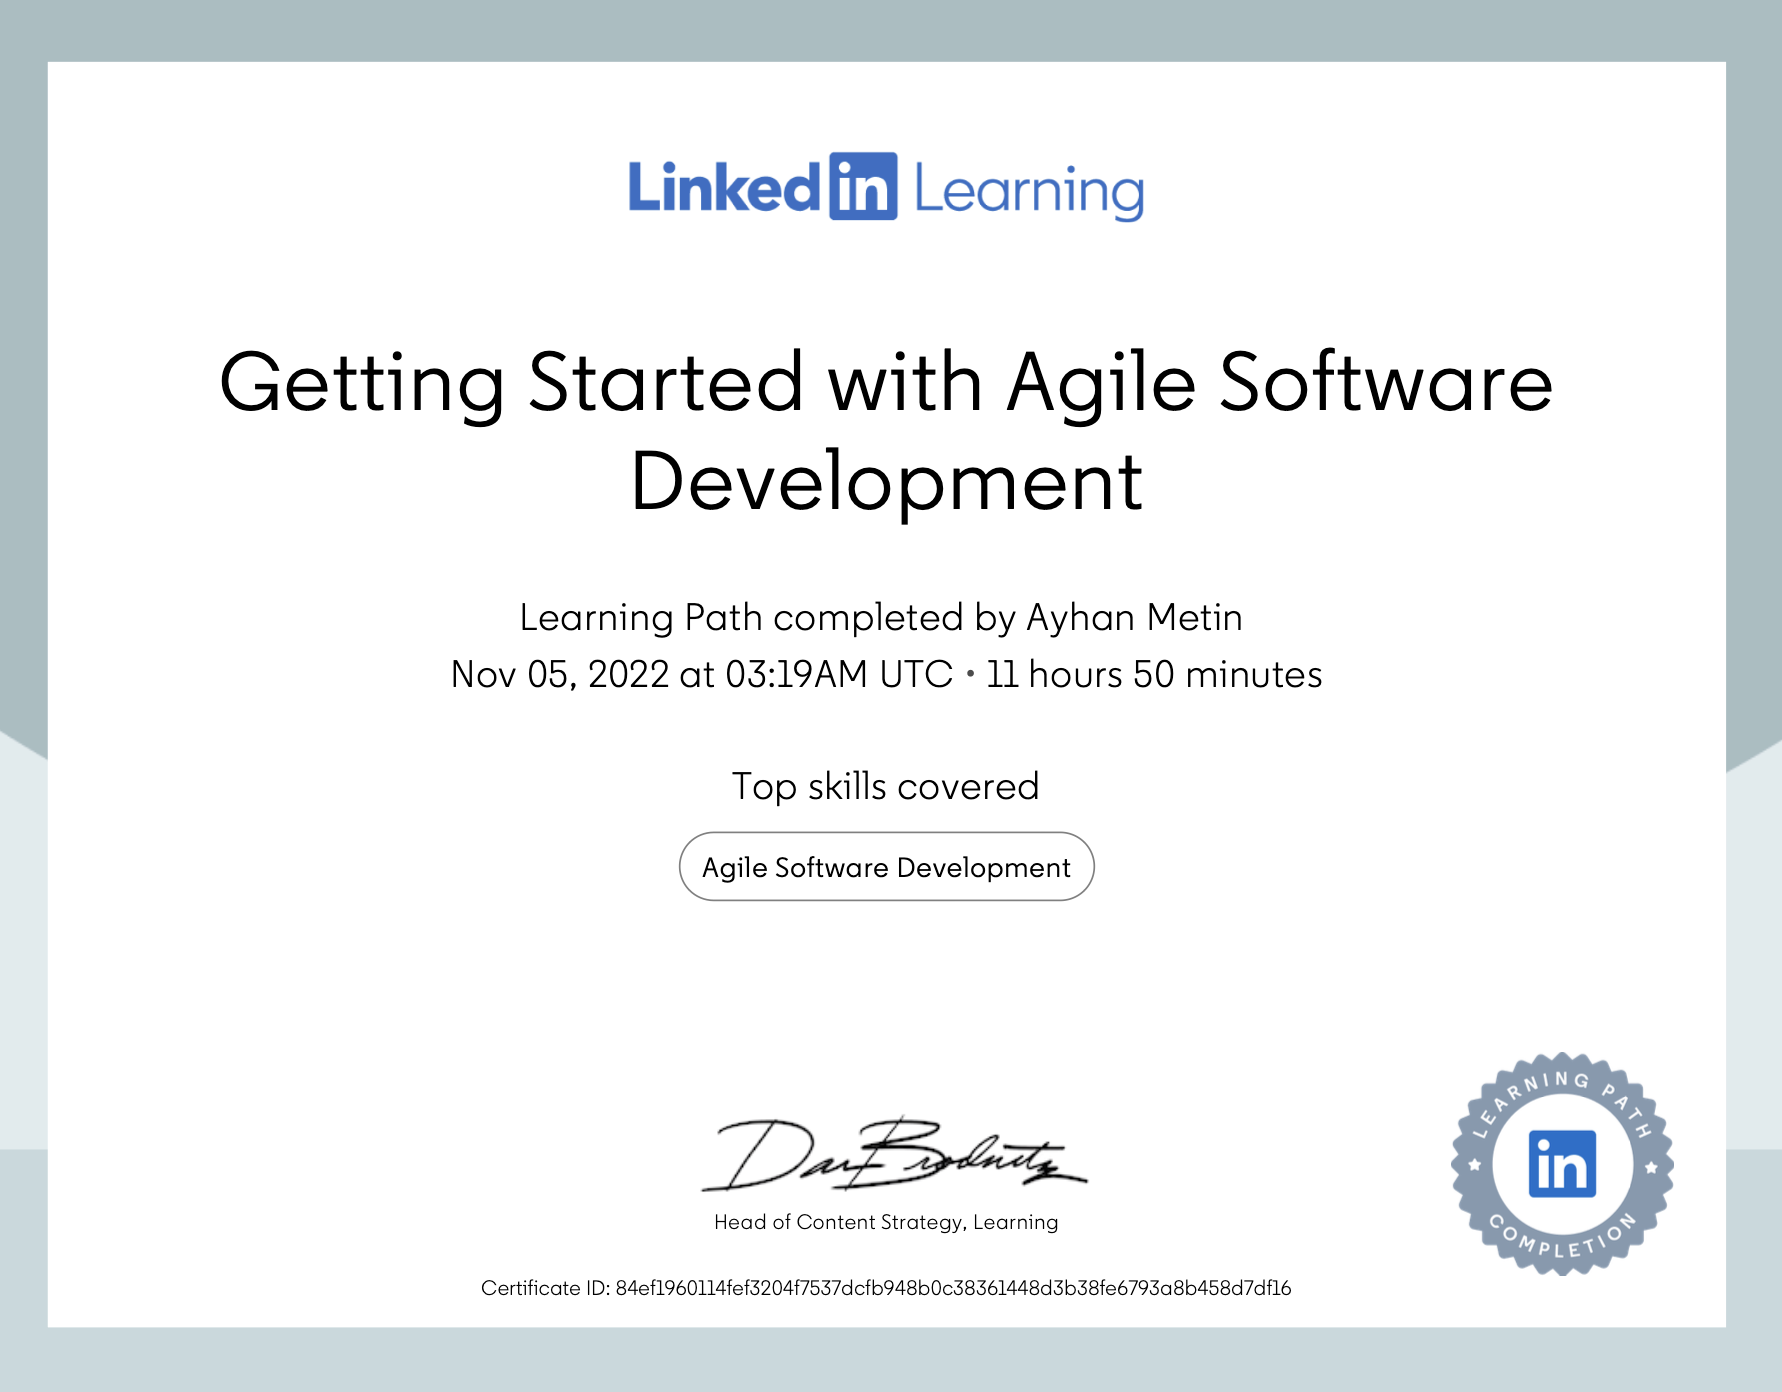 Linkedin Learning
Getting Started with Agile Software
Development
Learning Path completed by Ayhan Metin
Nov 05, 2022 at 03:19AM UTC • 11 hours 50 minutes
Top skills covered
Agile Software Development
Dan Brodnitz
Head of Content Strategy, Learning
Certificate ID: 84ef1960114fef3204f7537dcfb948b0c38361448d3b38fe6793a8b458d7df16
LEARNING PATH
in
COMPLETION